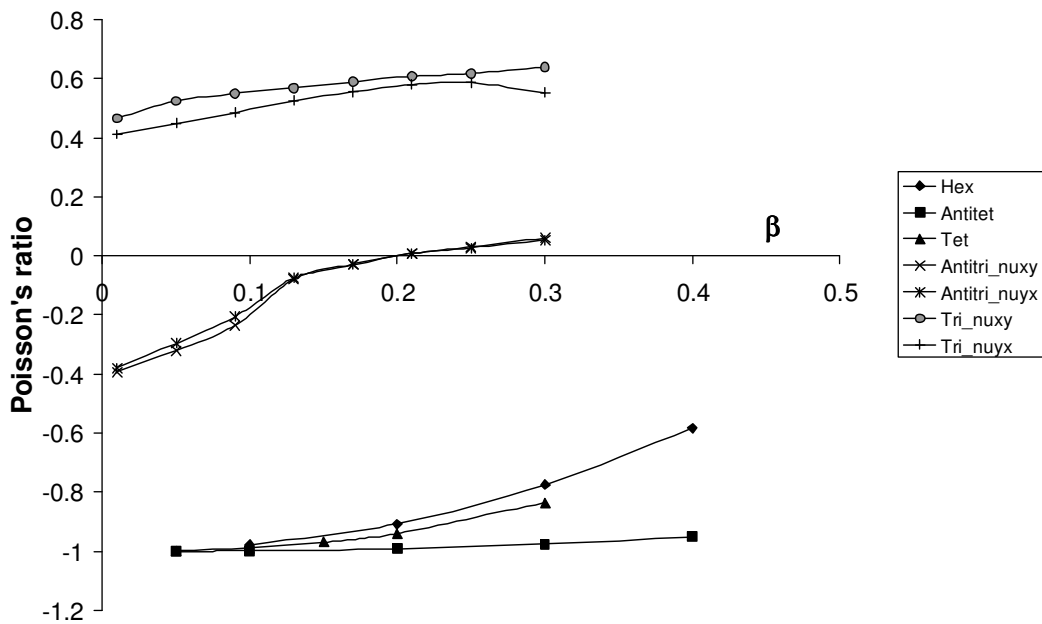 0.8
0.6
0.4
0.2
0
-0.2
-0.4
-0.6
-0.8
-1
-1.2
Poisson's ratio
0
0.1
0.2
0.3
0.4
0.5
β
Hex
Antitet
Tet
Antitri_nuxy
Antitri_nuyx
Tri_nuxy
Tri_nuyx